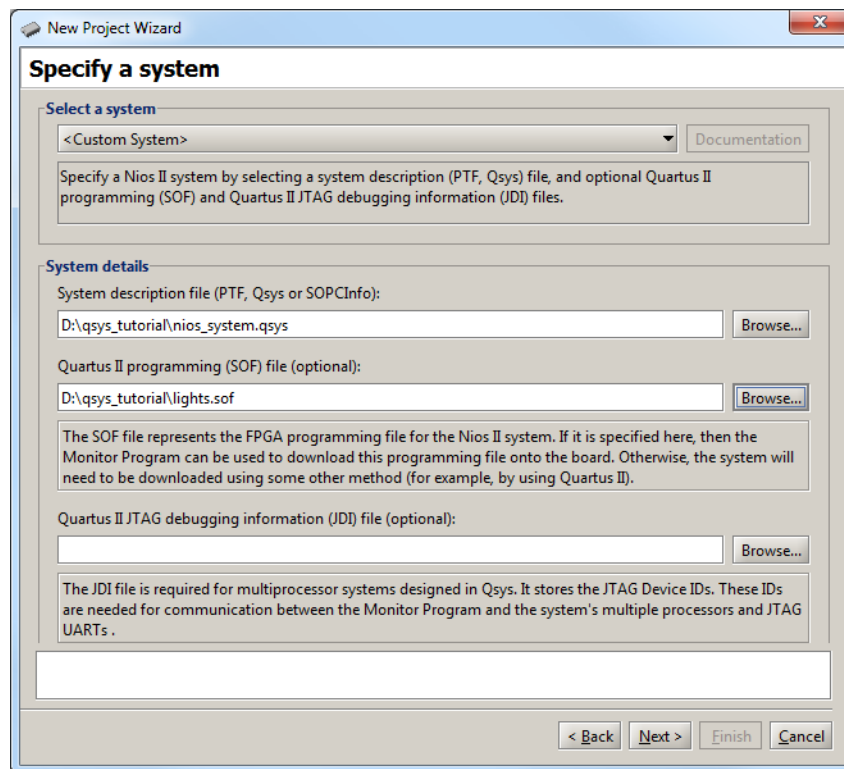 New Project Wizard
Specify a system
Select a system
<Custom System>
Documentation
Specify a Nios II system by selecting a system description (PTF, Qsys) file, and optional Quartus II
programming (SOF) and Quartus II JTAG debugging information (JDI) files.
System details
System description file (PTF, Qsys or SOPCInfo):
D:\qsys_tutorial\nios_system.qsys
Browse...
Quartus II programming (SOF) file (optional):
D:\qsys_tutorial\lights.sof
Browse...
The SOF file represents the FPGA programming file for the Nios II system. If it is specified here, then the
Monitor Program can be used to download this programming file onto the board. Otherwise, the system will
need to be downloaded using some other method (for example, by using Quartus II).
Quartus II JTAG debugging information (JDI) file (optional):
Browse...
The JDI file is required for multiprocessor systems designed in Qsys. It stores the JTAG Device IDs. These IDs
are needed for communication between the Monitor Program and the system's multiple processors and JTAG
UARTs .
< Back
Next >
Finish
Cancel